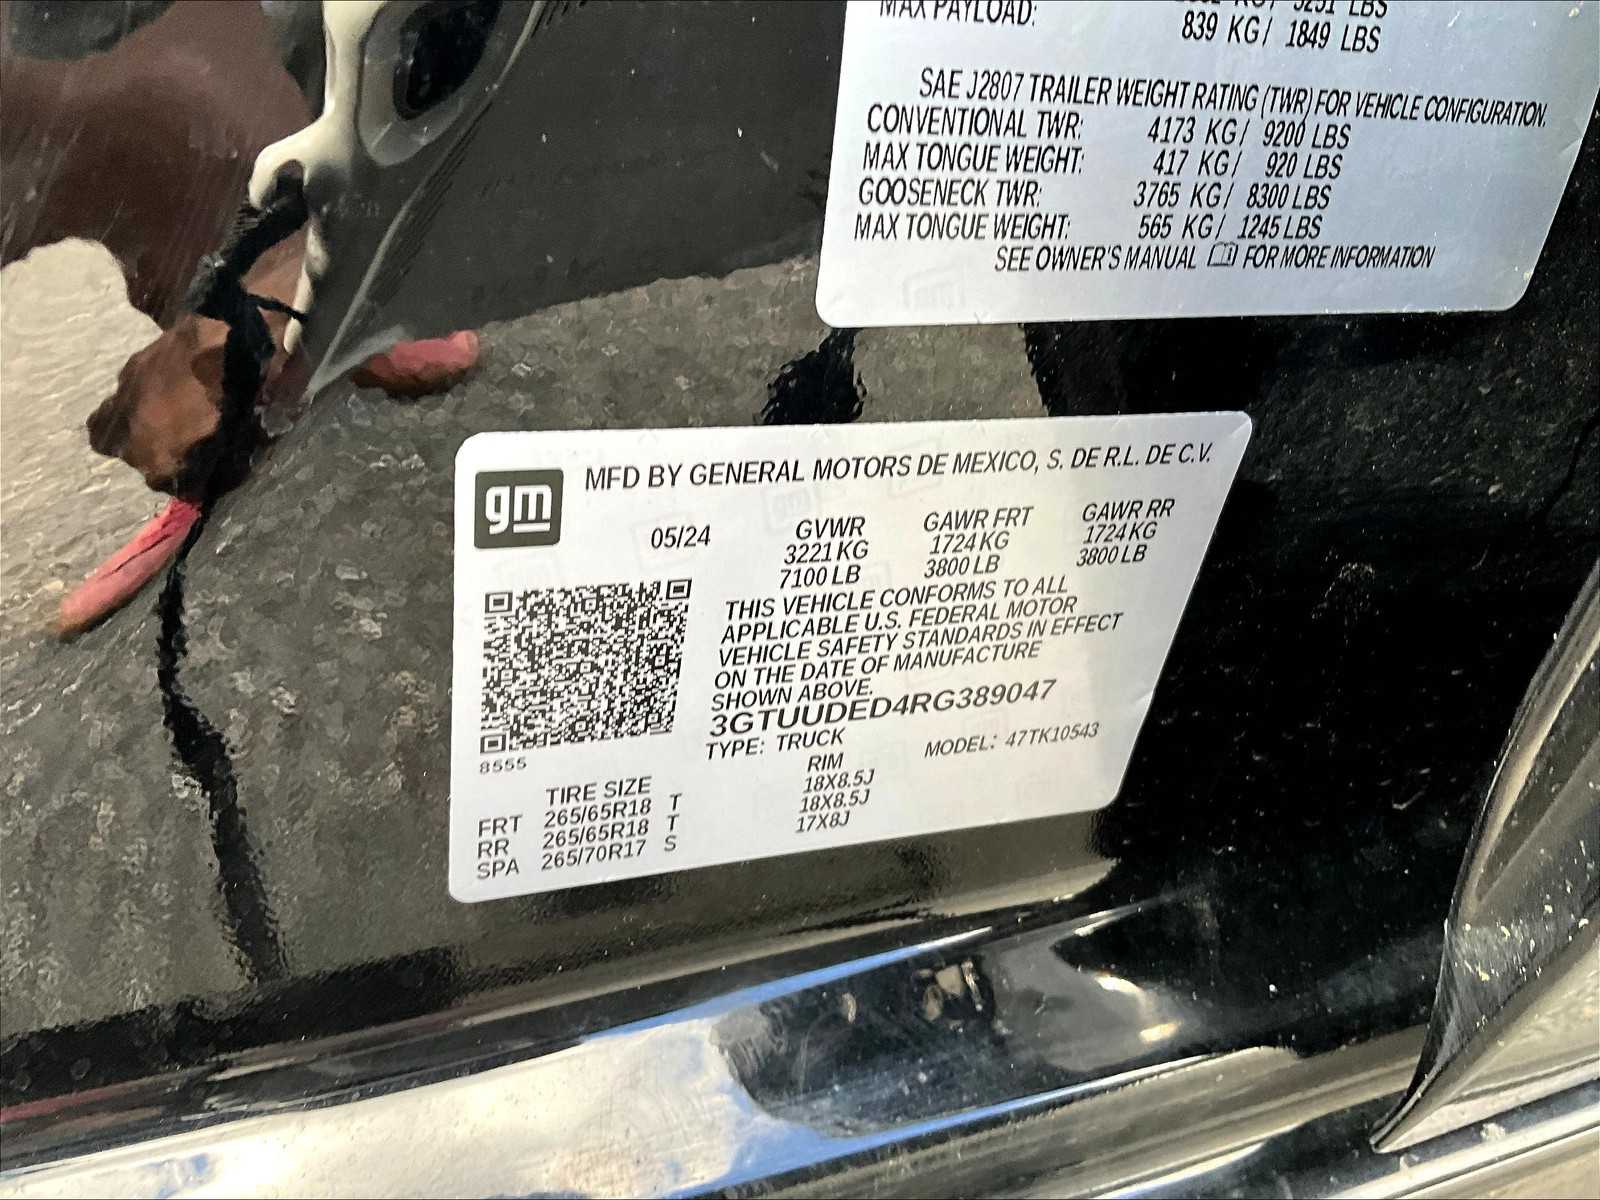 MAX PAYLOAD:
839 KG/ 1849 LBS
SAE J2807 TRAILER WEIGHT RATING (TWR) FOR VEHICLE CONFIGURATION.
CONVENTIONAL TWR: 4173 KG/ 9200 LBS
MAX TONGUE WEIGHT: 417 KG/ 920 LBS
GOOSENECK TWR: 3765 KG/ 8300 LBS
MAX TONGUE WEIGHT: 565 KG/ 1245 LBS
SEE OWNER'S MANUAL FOR MORE INFORMATION
gm
MFD BY GENERAL MOTORS DE MEXICO, S. DE R.L. DE C.V.
05/24 GVWR GAWR FRT GAWR RR
3221 KG 1724 KG 1724 KG
7100 LB 3800 LB 3800 LB
THIS VEHICLE CONFORMS TO ALL
APPLICABLE U.S. FEDERAL MOTOR
VEHICLE SAFETY STANDARDS IN EFFECT
ON THE DATE OF MANUFACTURE
SHOWN ABOVE.
3GTUUDED4RG389047
TYPE: TRUCK MODEL: 47TK10543
8555
TIRE SIZE RIM
FRT 265/65R18 T 18X8.5J
RR 265/65R18 T 18X8.5J
SPA 265/70R17 S 17X8J